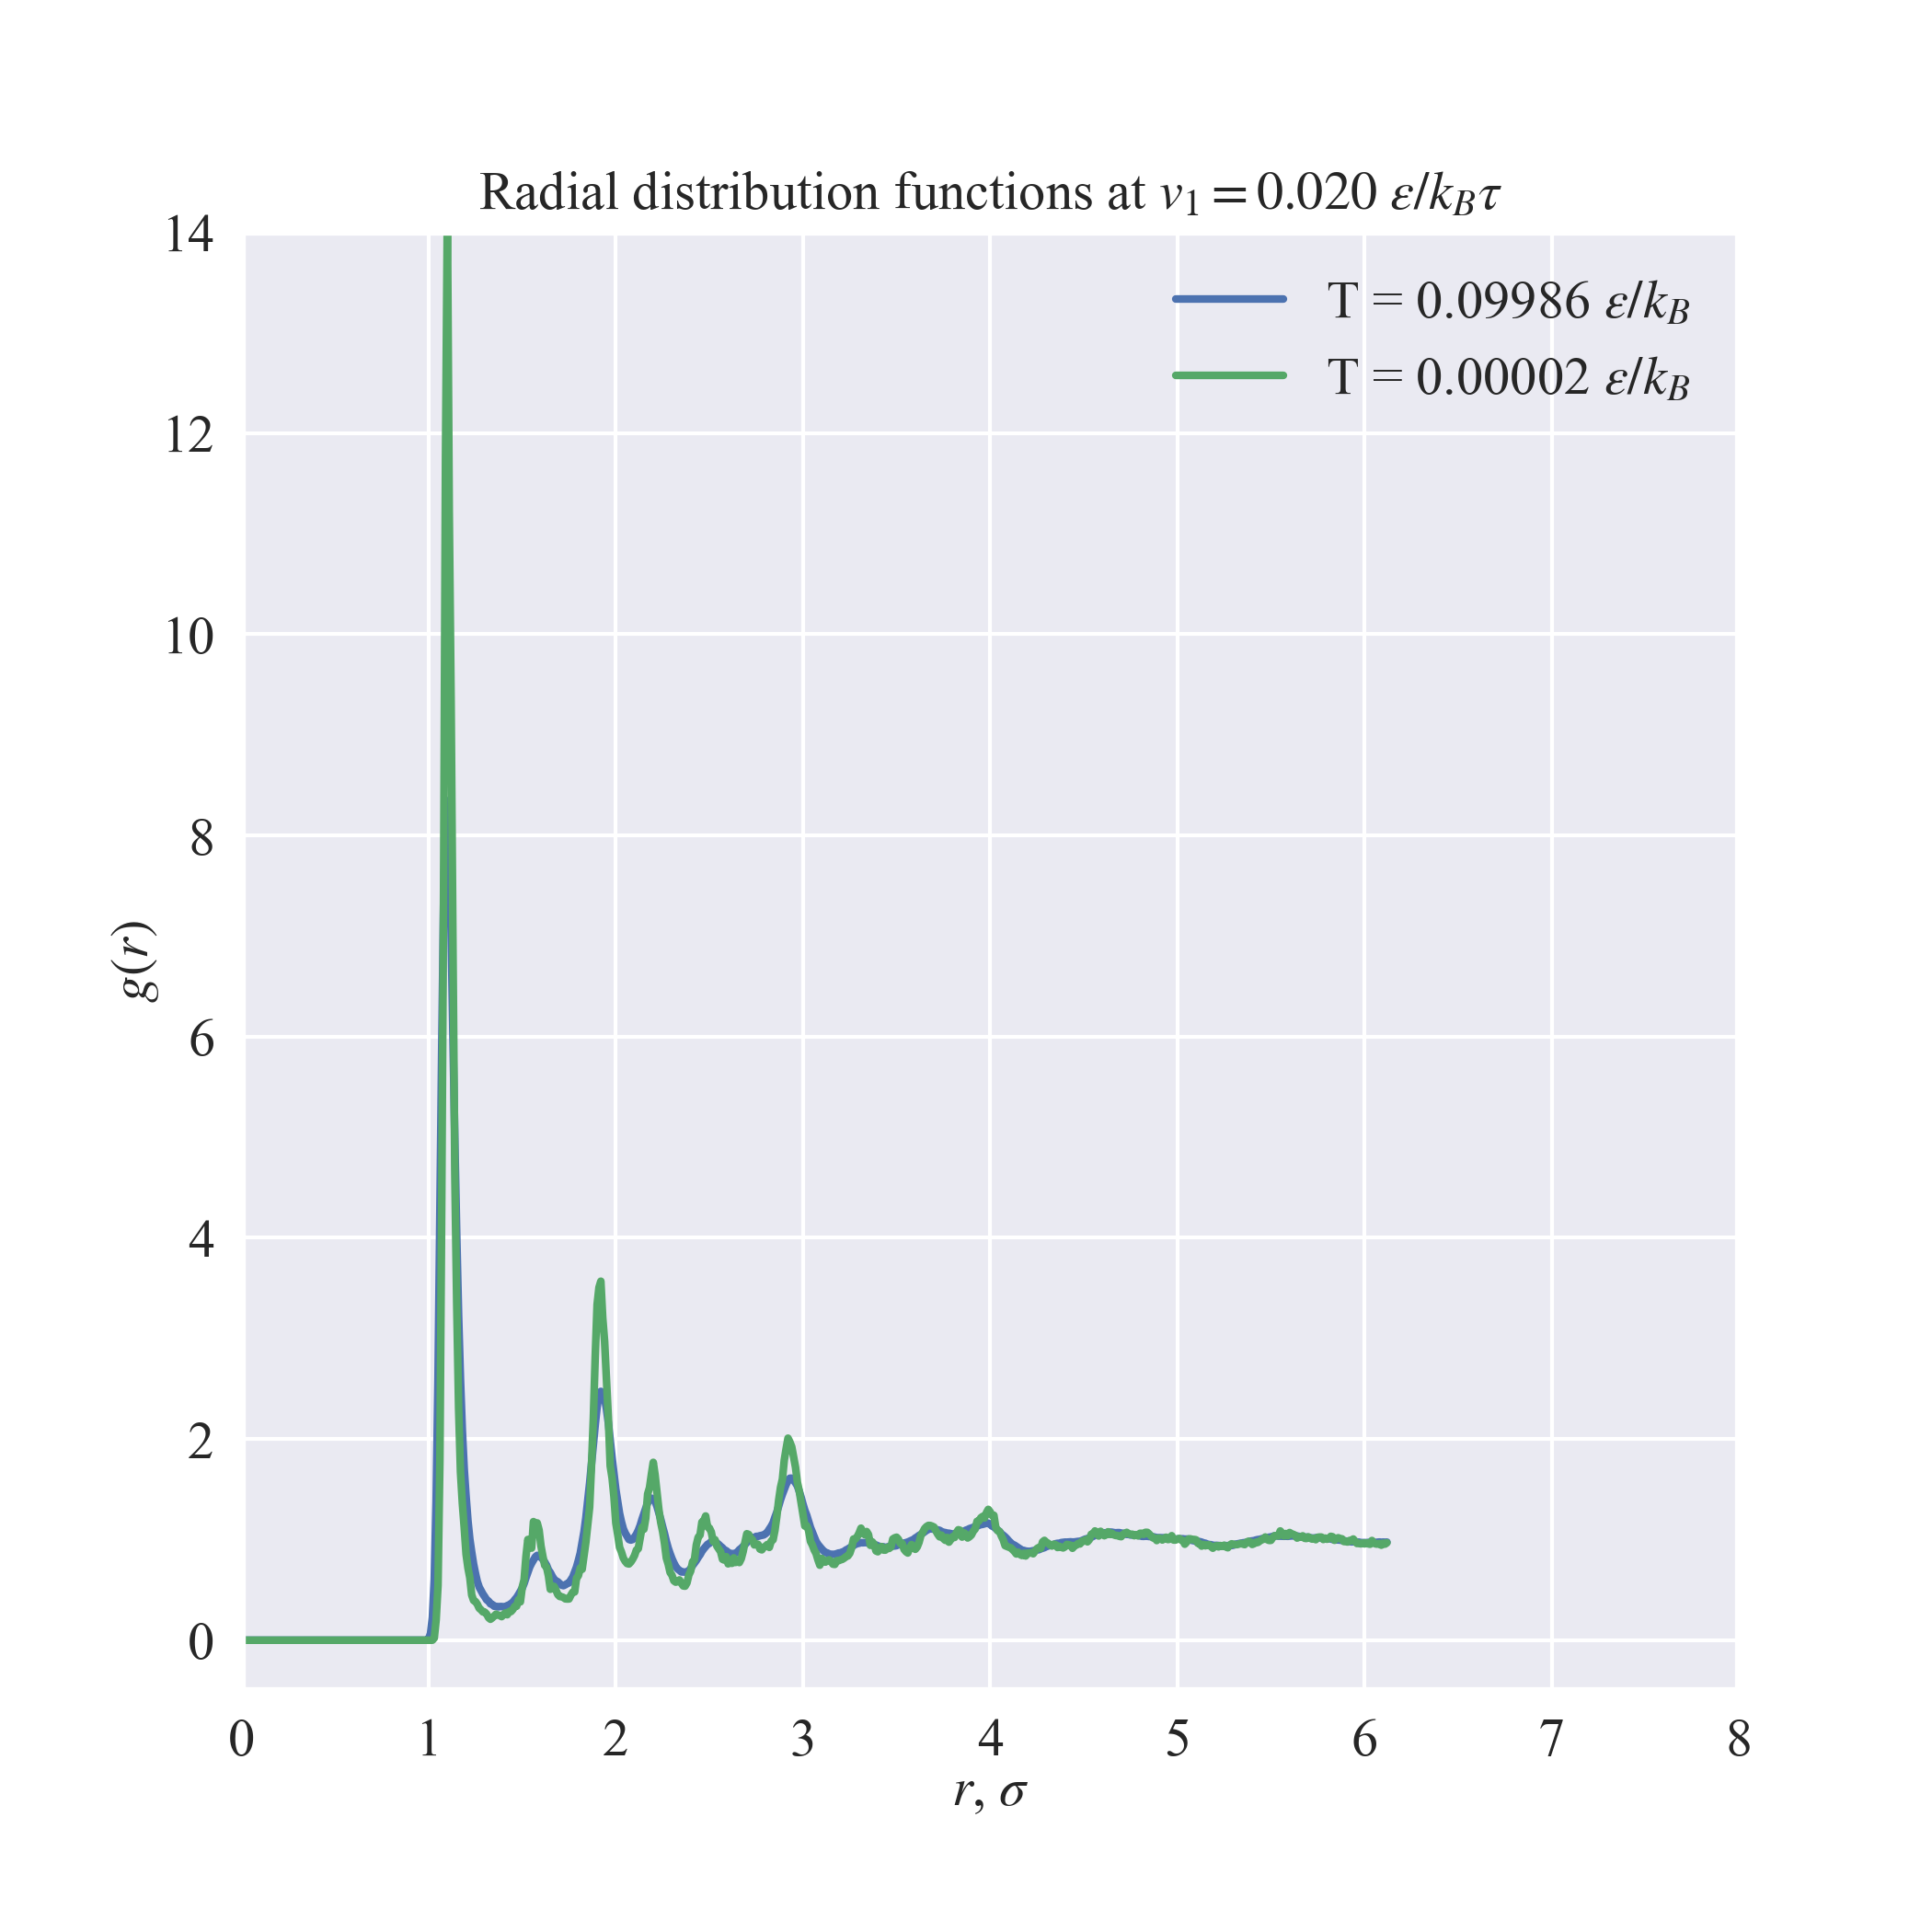 Radial distribution functions at v₁ = 0.020 ε/k_Bτ
14
12
10
8
6
4
2
0
g(r)
T = 0.09986 ε/k_B
T = 0.00002 ε/k_B
0 1 2 3 4 5 6 7 8
r, σ